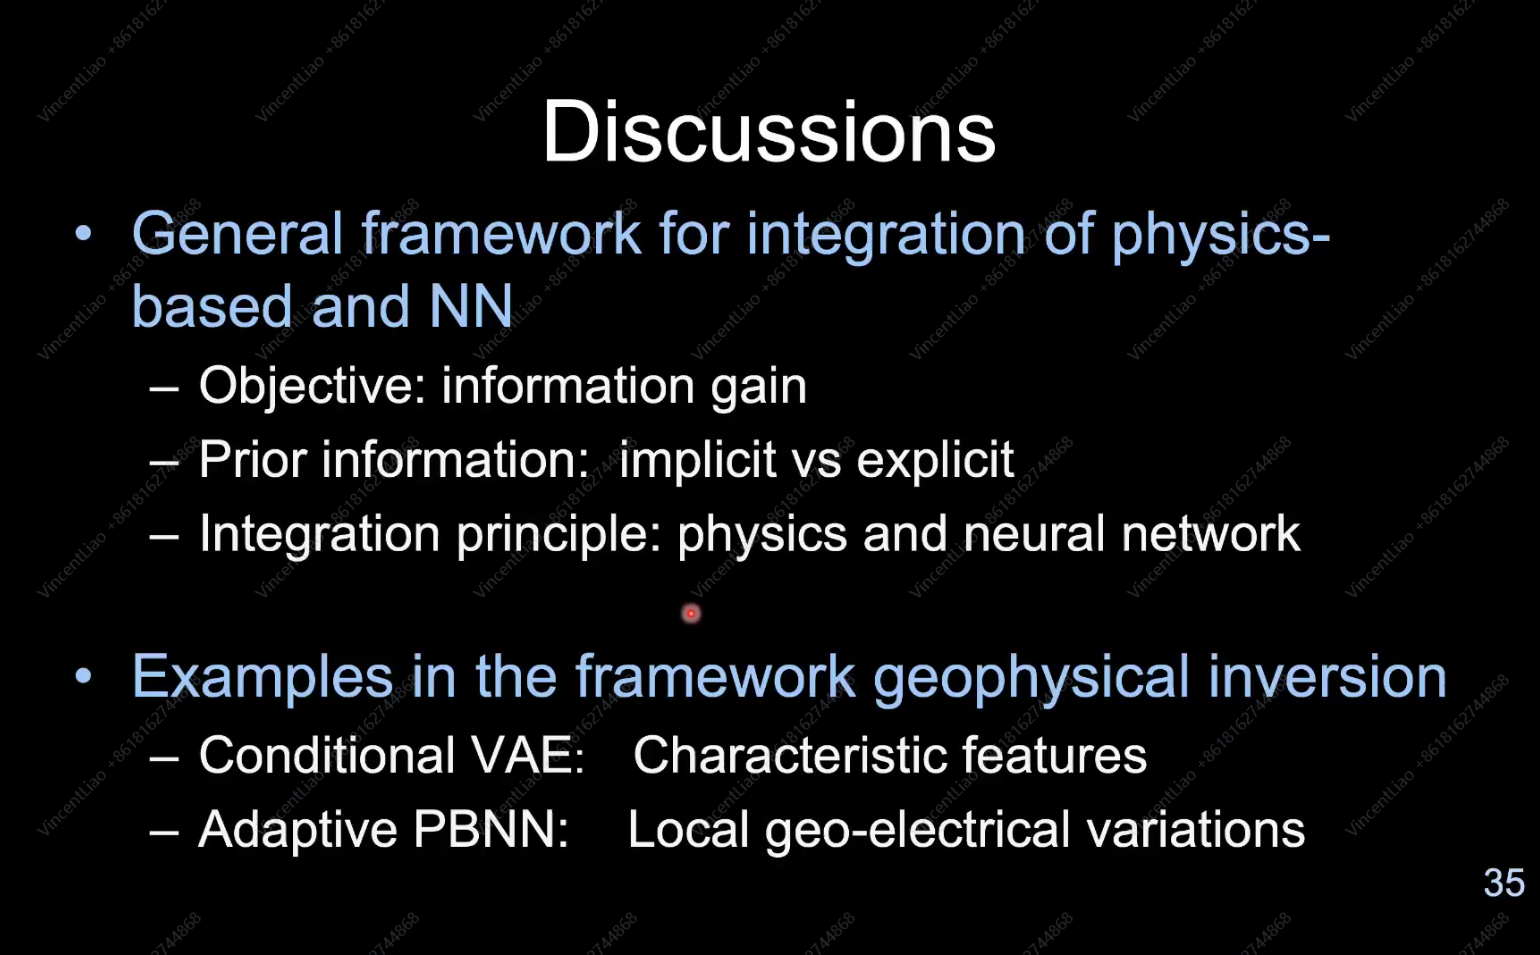 Discussions
• General framework for integration of physics-
based and NN
– Objective: information gain
– Prior information: implicit vs explicit
– Integration principle: physics and neural network
• Examples in the framework geophysical inversion
– Conditional VAE: Characteristic features
– Adaptive PBNN: Local geo-electrical variations
35
VincentLiao +8618162744868